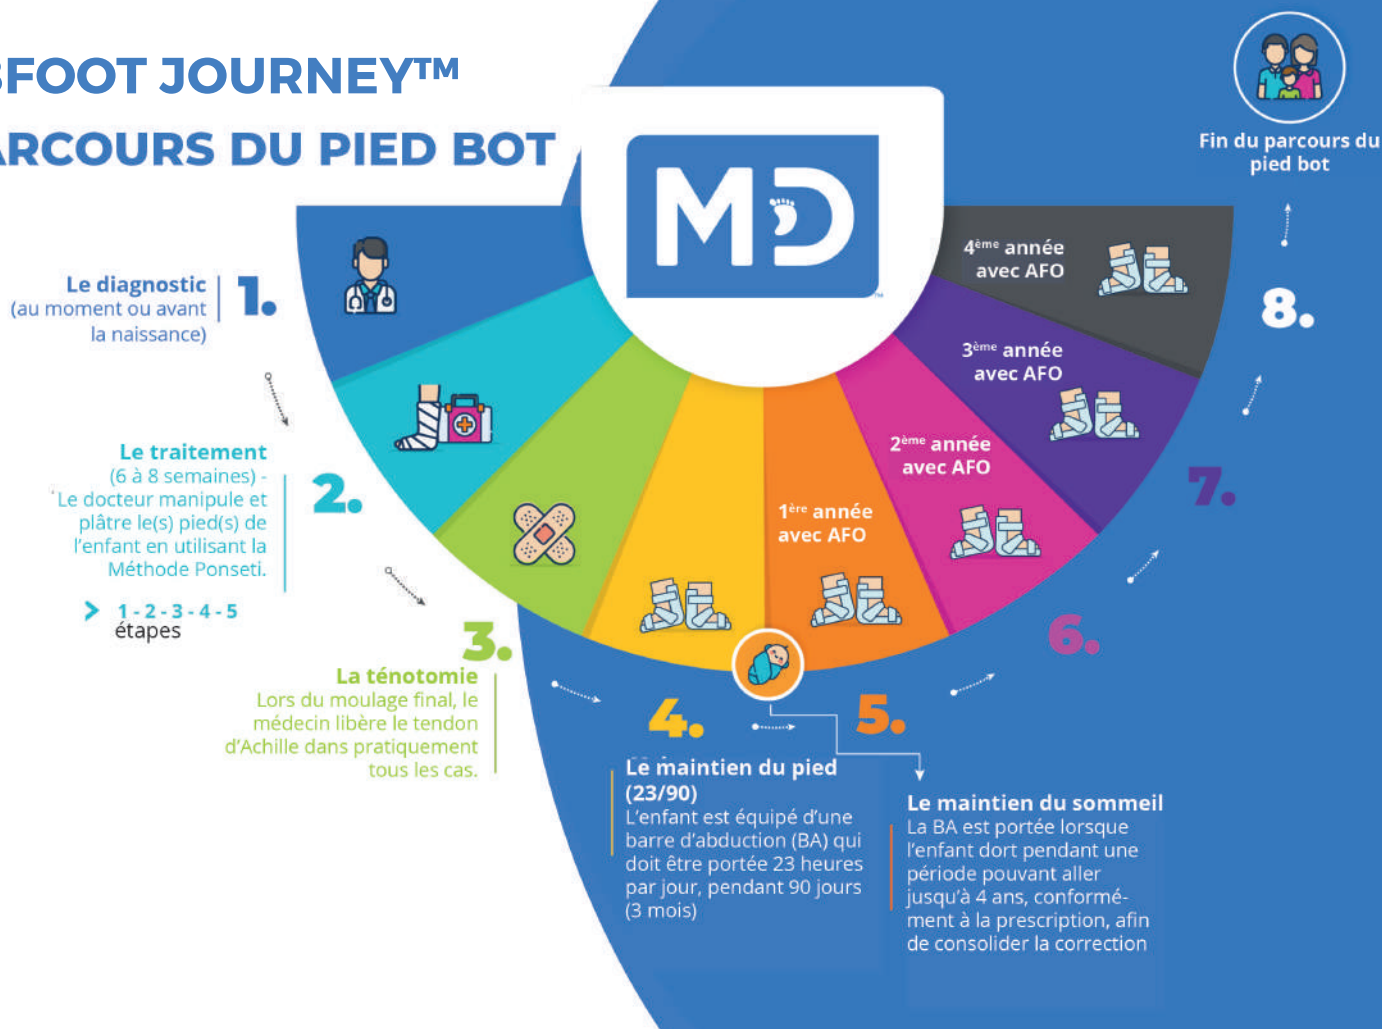 FOOT JOURNEY™
ARCOURS DU PIED BOT
MD
™
Fin du parcours du
pied bot
1.
Le diagnostic
(au moment ou avant
la naissance)
2.
Le traitement
(6 à 8 semaines) -
Le docteur manipule et
plâtre le(s) pied(s) de
l'enfant en utilisant la
Méthode Ponseti.
1 - 2 - 3 - 4 - 5
étapes
3.
La ténotomie
Lors du moulage final, le
médecin libère le tendon
d'Achille dans pratiquement
tous les cas.
4.
Le maintien du pied
(23/90)
L'enfant est équipé d'une
barre d'abduction (BA) qui
doit être portée 23 heures
par jour, pendant 90 jours
(3 mois)
5.
Le maintien du sommeil
La BA est portée lorsque
l'enfant dort pendant une
période pouvant aller
jusqu'à 4 ans, conformé-
ment à la prescription, afin
de consolider la correction
1ère année
avec AFO
6.
2ème année
avec AFO
7.
3ème année
avec AFO
8.
4ème année
avec AFO